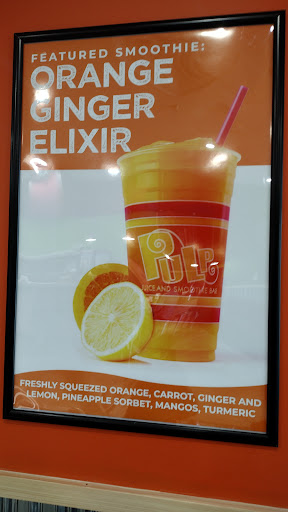 FEATURED SMOOTHIE:
ORANGE
GINGER
ELIXIR
PULP
JUICE AND SMOOTHIE BAR
FRESHLY SQUEEZED ORANGE, CARROT, GINGER AND
LEMON, PINEAPPLE SORBET, MANGOS, TURMERIC